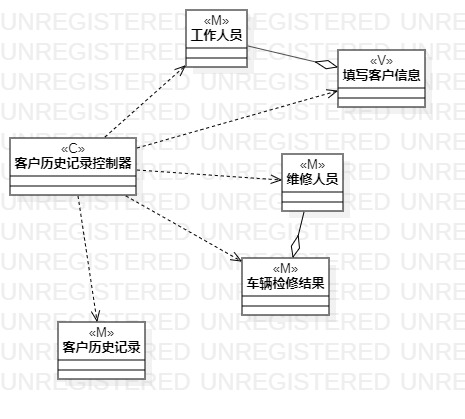 «M»
工作人员
«V»
填写客户信息
«C»
客户历史记录控制器
«M»
维修人员
«M»
车辆检修结果
«M»
客户历史记录
UNREGISTERED UNREGISTERED UNREGISTERED